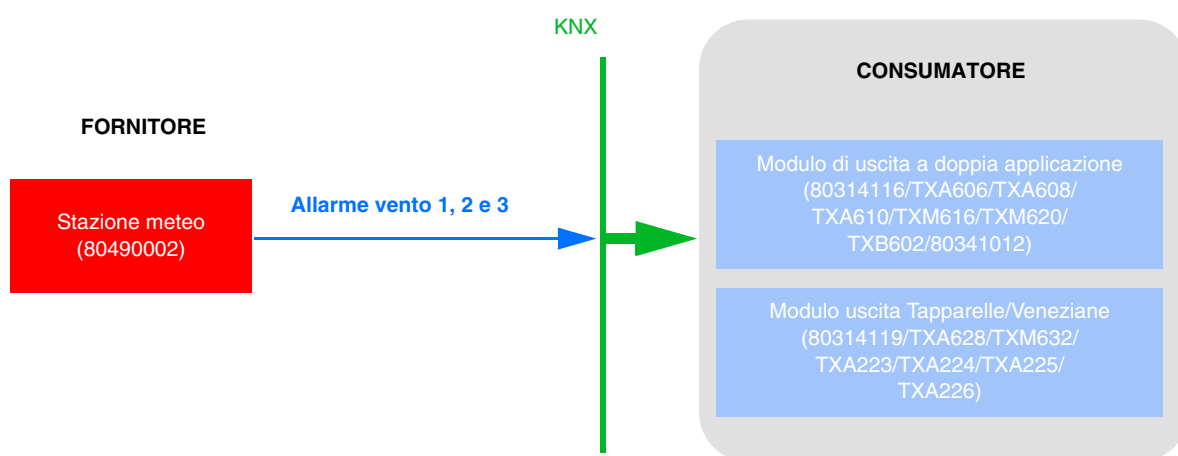 KNX
CONSUMATORE
FORNITORE
Modulo di uscita a doppia applicazione
(80314116/TXA606/TXA608/
TXA610/TXM616/TXM620/
TXB602/80341012)
Stazione meteo
(80490002)
Allarme vento 1, 2 e 3
Modulo uscita Tapparelle/Veneziane
(80314119/TXA628/TXM632/
TXA223/TXA224/TXA225/
TXA226)